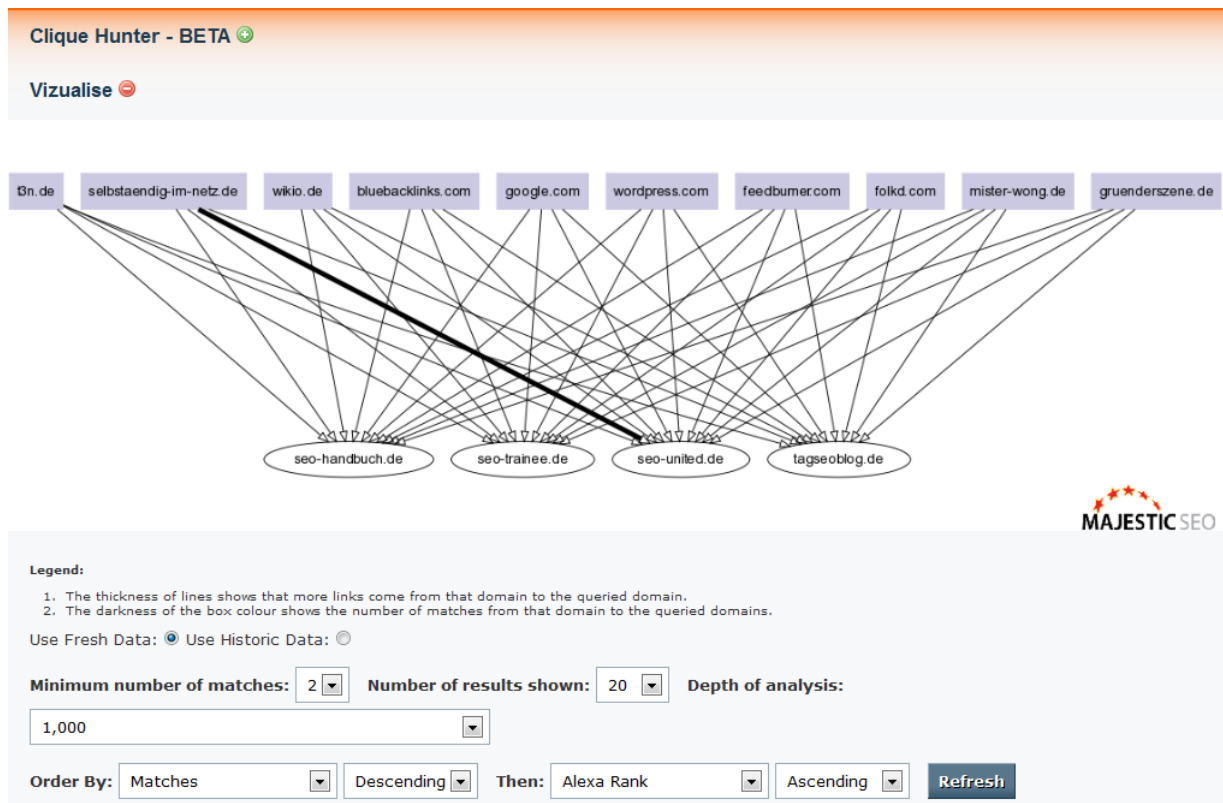 Clique Hunter - BETA
Vizualise
t3n.de selbstaendig-im-netz.de wikio.de bluebacklinks.com google.com wordpress.com feedburner.com folkd.com mister-wong.de gruenderszene.de
seo-handbuch.de seo-trainee.de seo-united.de tagseoblog.de
MAJESTIC SEO
Legend:
1. The thickness of lines shows that more links come from that domain to the queried domain.
2. The darkness of the box colour shows the number of matches from that domain to the queried domains.
Use Fresh Data: Use Historic Data:
Minimum number of matches: 2 Number of results shown: 20 Depth of analysis:
1,000
Order By: Matches Descending Then: Alexa Rank Ascending Refresh